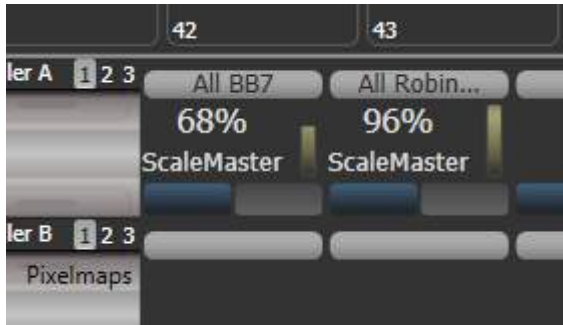 42 43
ler A 1 2 3 All BB7 All Robin...
68% 96%
ScaleMaster ScaleMaster
ler B 1 2 3
Pixelmaps